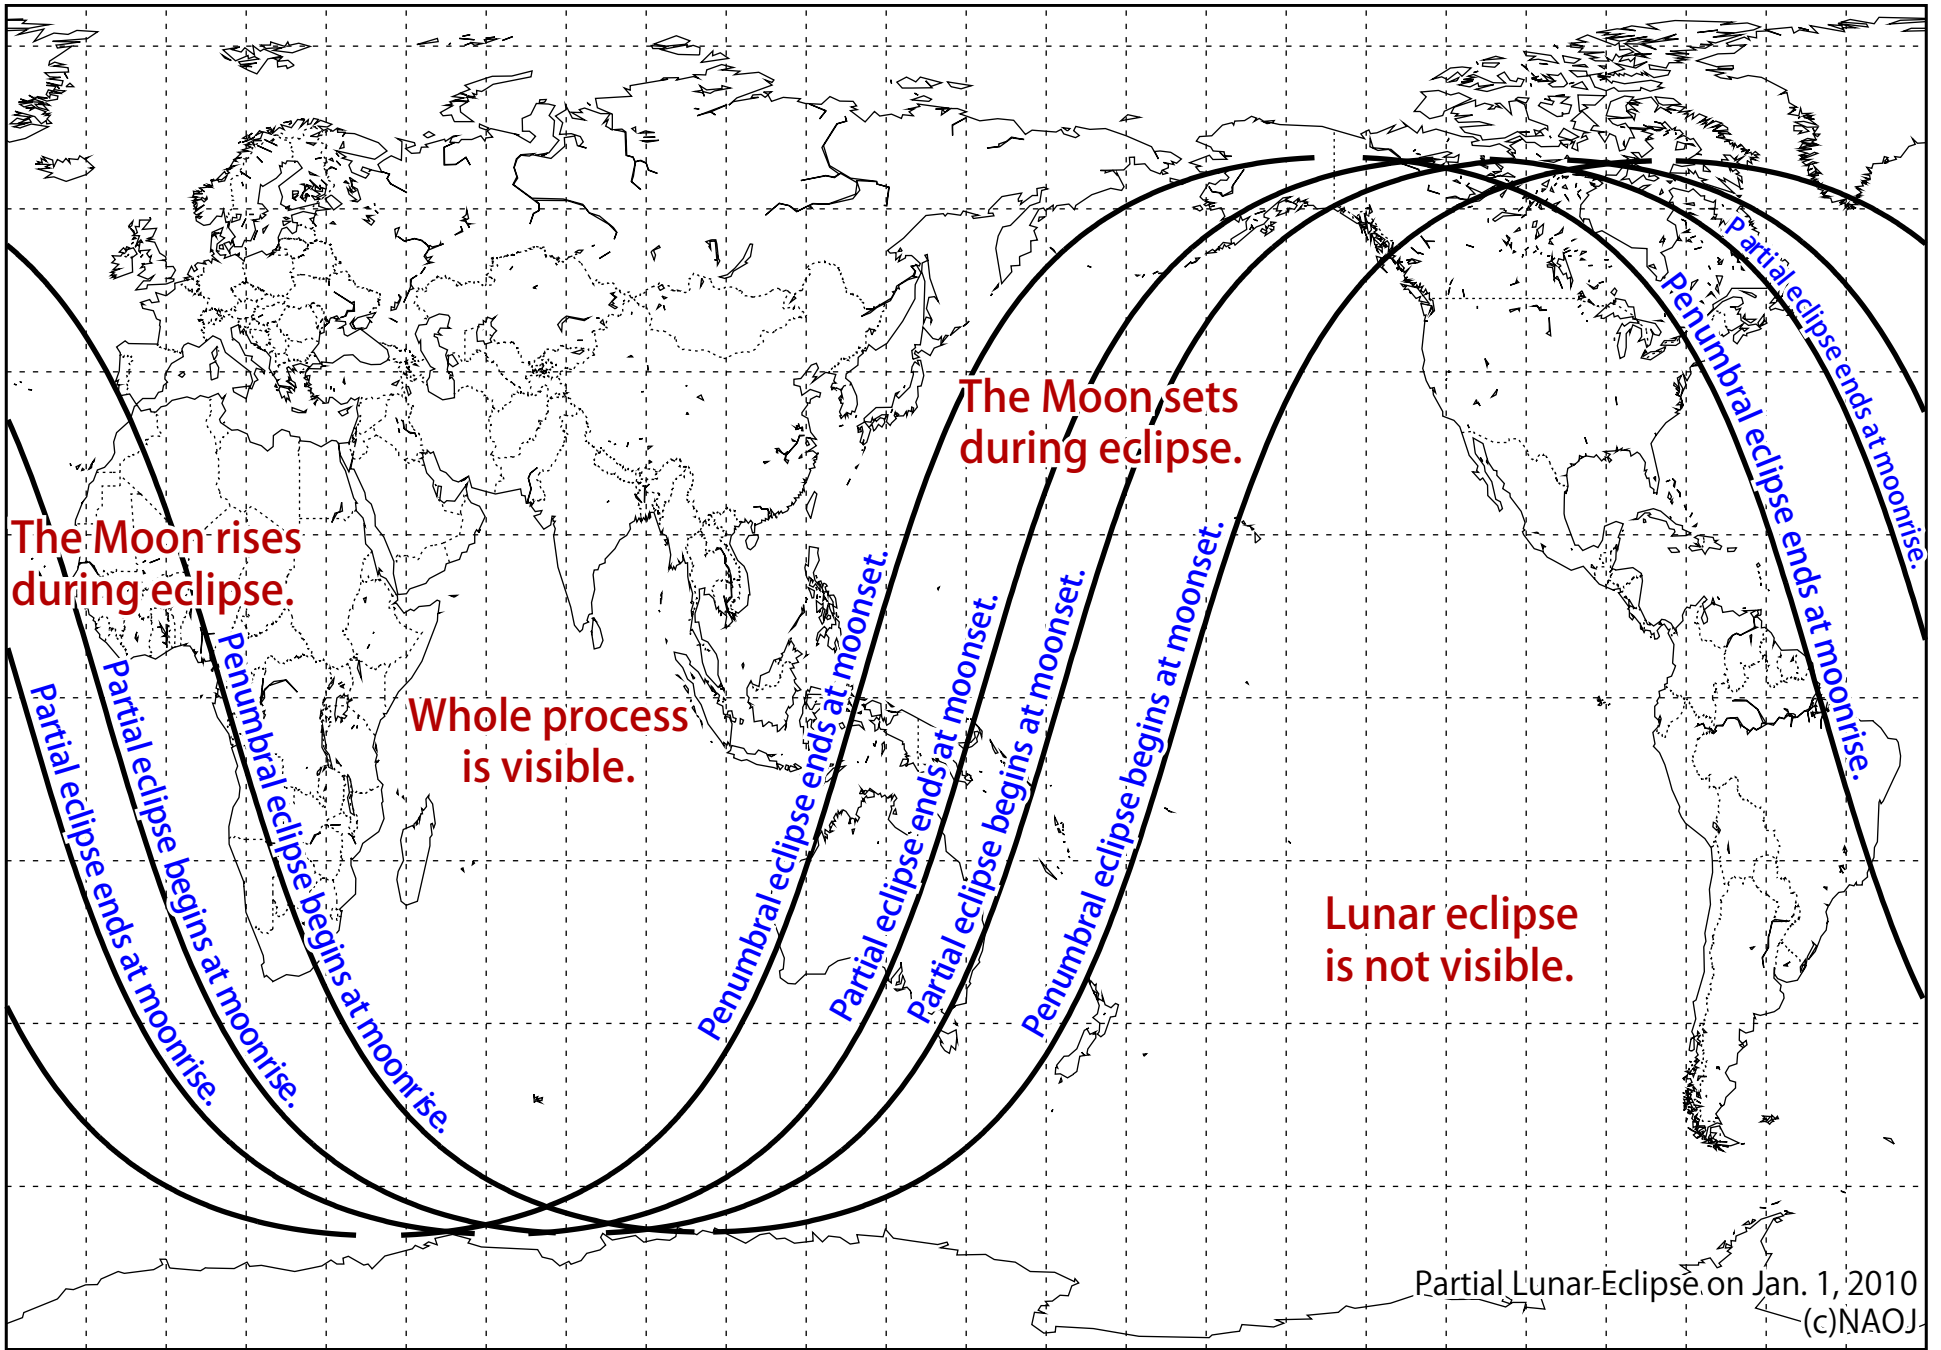 The Moon sets
during eclipse.
The Moon rises
during eclipse.
Whole process
is visible.
Lunar eclipse
is not visible.
Partial eclipse ends at moonrise.
Partial eclipse begins at moonrise.
Penumbral eclipse begins at moonrise.
Penumbral eclipse ends at moonset.
Partial eclipse ends at moonset.
Partial eclipse begins at moonset.
Penumbral eclipse begins at moonset.
Penumbral eclipse ends at moonrise.
Partial eclipse ends at moonrise.
Partial Lunar Eclipse on Jan. 1, 2010
(c)NAOJ